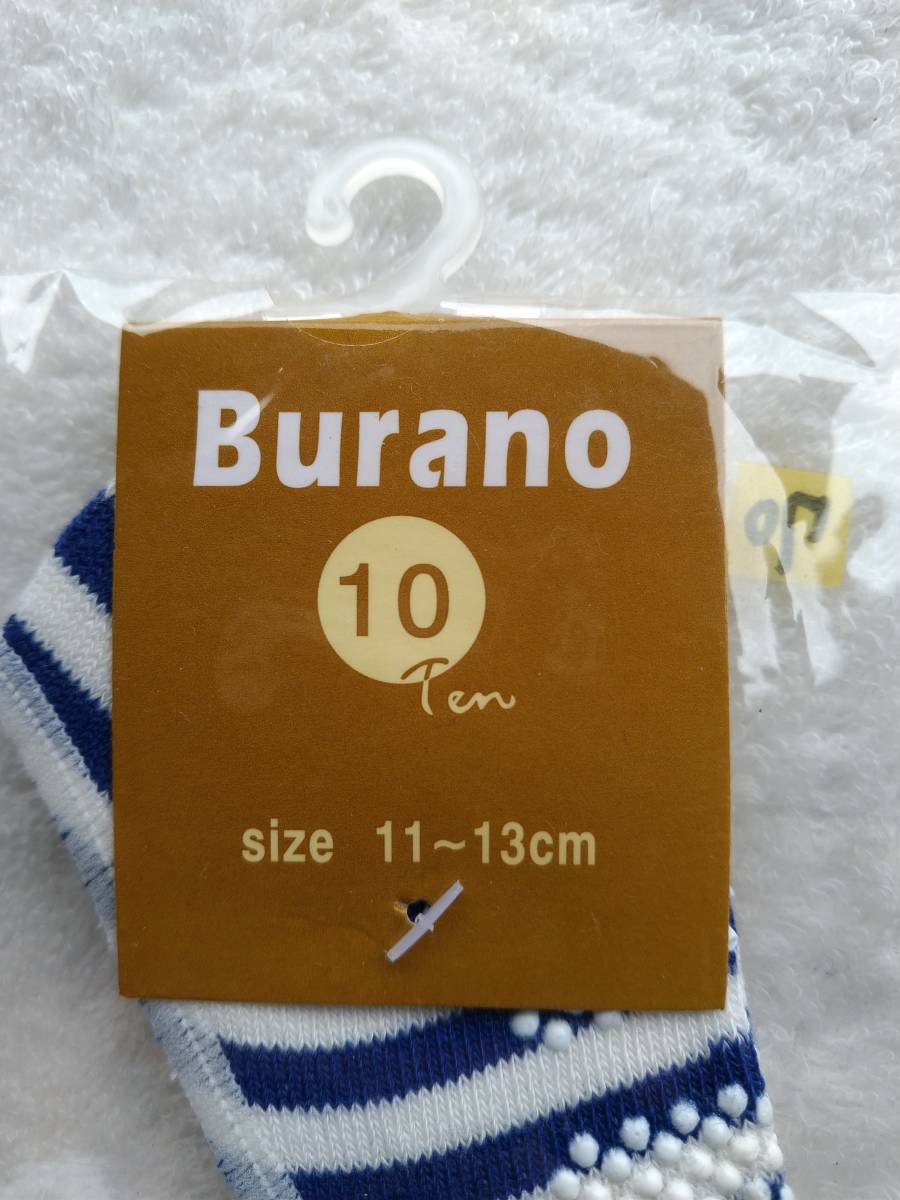 Burano
10
Ten
size 11~13cm